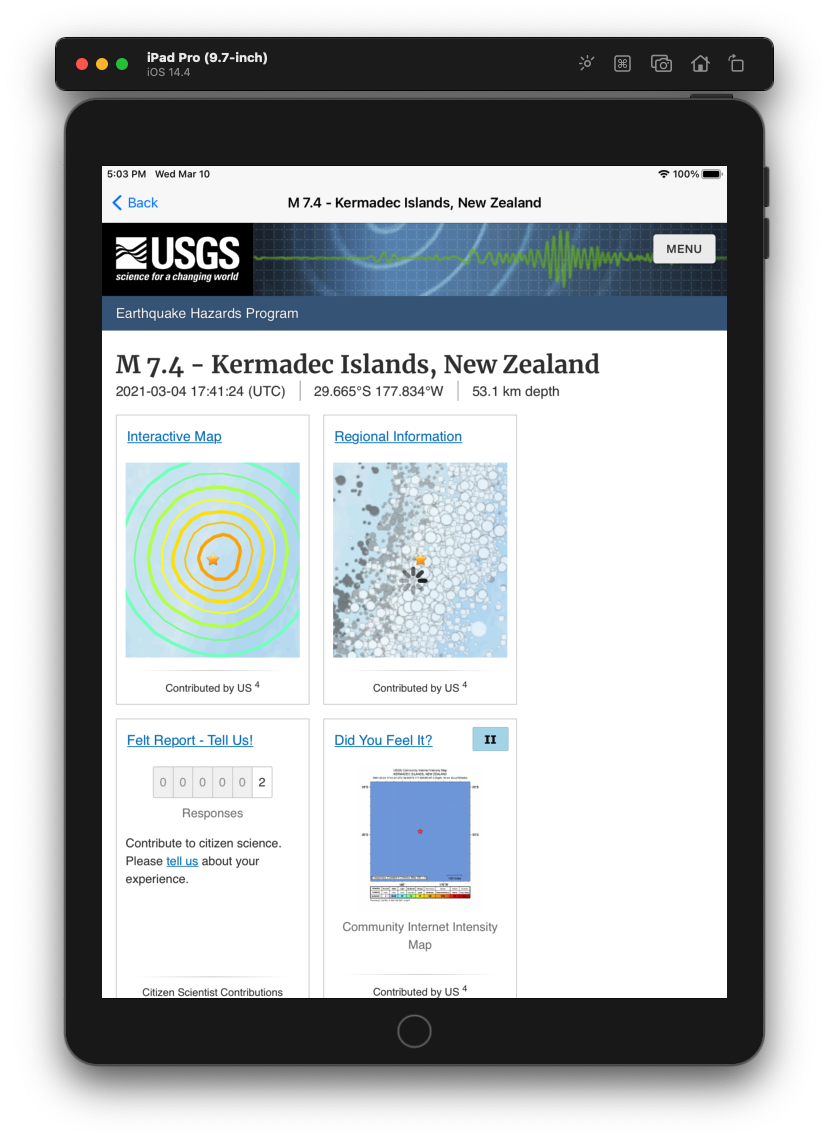 iPad Pro (9.7-inch)
iOS 14.4
5:03 PM Wed Mar 10
100%
Back
M 7.4 - Kermadec Islands, New Zealand
USGS
science for a changing world
MENU
Earthquake Hazards Program
M 7.4 - Kermadec Islands, New Zealand
2021-03-04 17:41:24 (UTC) 29.665°S 177.834°W 53.1 km depth
Interactive Map
Regional Information
Contributed by US 4
Contributed by US 4
Felt Report - Tell Us!
0 0 0 0 0 2
Responses
Contribute to citizen science.
Please tell us about your
experience.
Citizen Scientist Contributions
Did You Feel It?
II
Community Internet Intensity
Map
Contributed by US 4